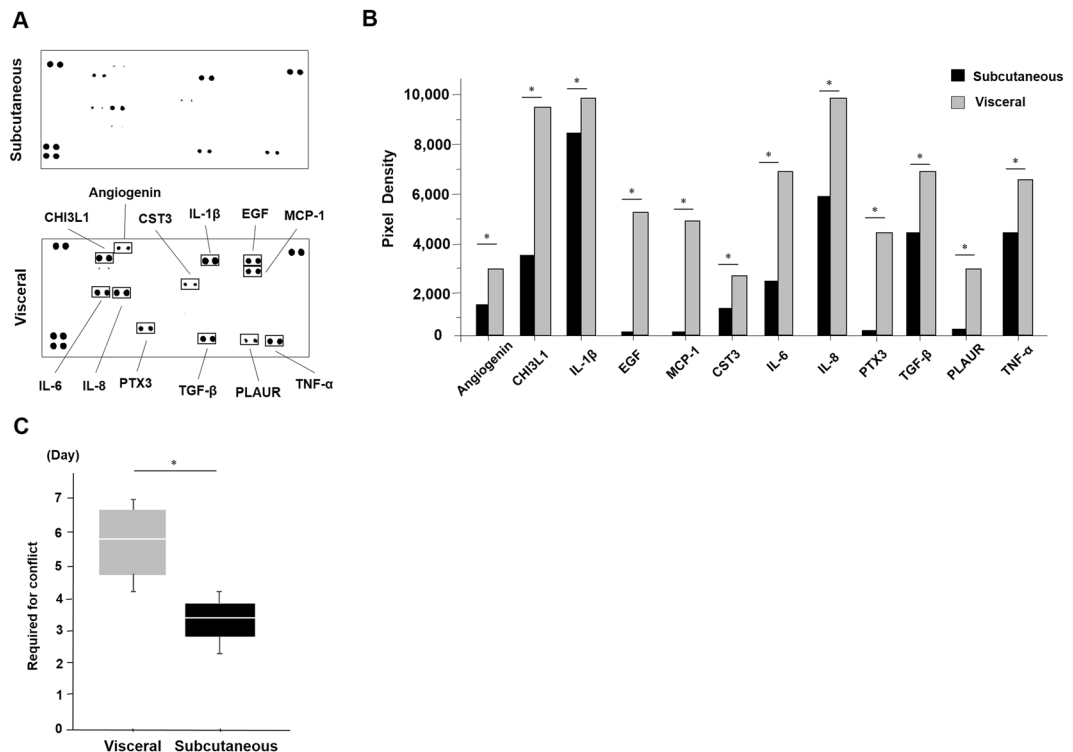 A
Subcutaneous
Angiogenin
CHI3L1
CST3
IL-1β
EGF
MCP-1
Visceral
IL-6
IL-8
PTX3
TGF-β
PLAUR
TNF-α
B
Subcutaneous
Visceral
Pixel Density
10,000
8,000
6,000
4,000
2,000
0
* * * * * * * * * * * *
Angiogenin
CHI3L1
IL-1β
EGF
MCP-1
CST3
IL-6
IL-8
PTX3
TGF-β
PLAUR
TNF-α
C
(Day)
*
Required for conflict
7
6
5
4
3
2
1
0
Visceral
Subcutaneous